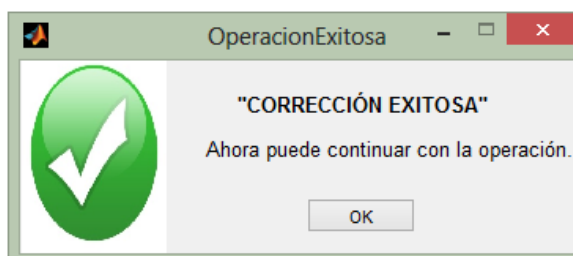 OperacionExitosa
"CORRECCIÓN EXITOSA"
Ahora puede continuar con la operación.
OK